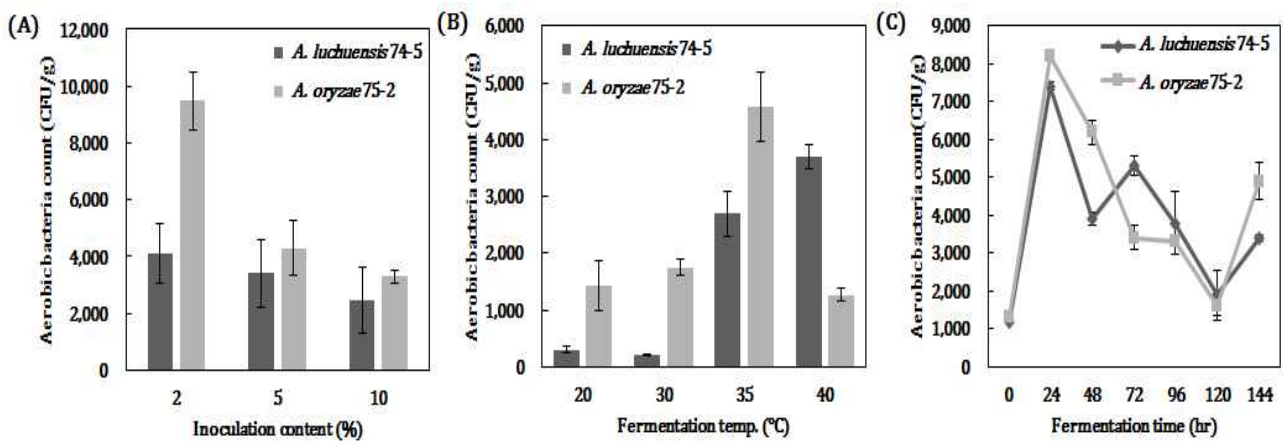 (A)
Aerobic bacteria count (CFU/g)
12,000
10,000
8,000
6,000
4,000
2,000
0
A. luchuensis 74-5
A. oryzae 75-2
2 5 10
Inoculation content (%)
(B)
Aerobic bacteria count (CFU/g)
6,000
5,000
4,000
3,000
2,000
1,000
0
A. luchuensis 74-5
A. oryzae 75-2
20 30 35 40
Fermentation temp. (°C)
(C)
Aerobic bacteria count(CFU/g)
9,000
8,000
7,000
6,000
5,000
4,000
3,000
2,000
1,000
0
A. luchuensis 74-5
A. oryzae 75-2
0 24 48 72 96 120 144
Fermentation time (hr)